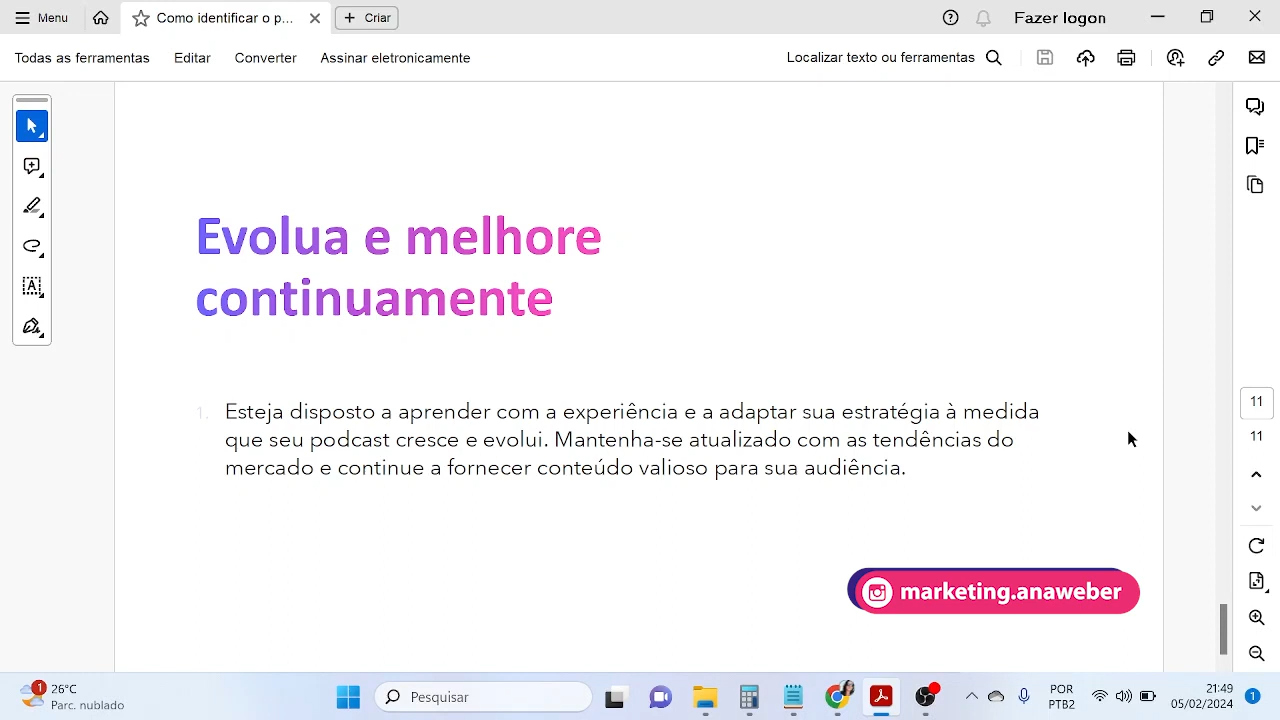 Menu
Como identificar o p...
Criar
Fazer logon
Todas as ferramentas
Editar
Converter
Assinar eletronicamente
Localizar texto ou ferramentas
Evolua e melhore
continuamente
1. Esteja disposto a aprender com a experiência e a adaptar sua estratégia à medida
que seu podcast cresce e evolui. Mantenha-se atualizado com as tendências do
mercado e continue a fornecer conteúdo valioso para sua audiência.
11
11
marketing.anaweber
1
26°C
Parc. nublado
Pesquisar
POR
PTB2
21:49
05/02/2024
1